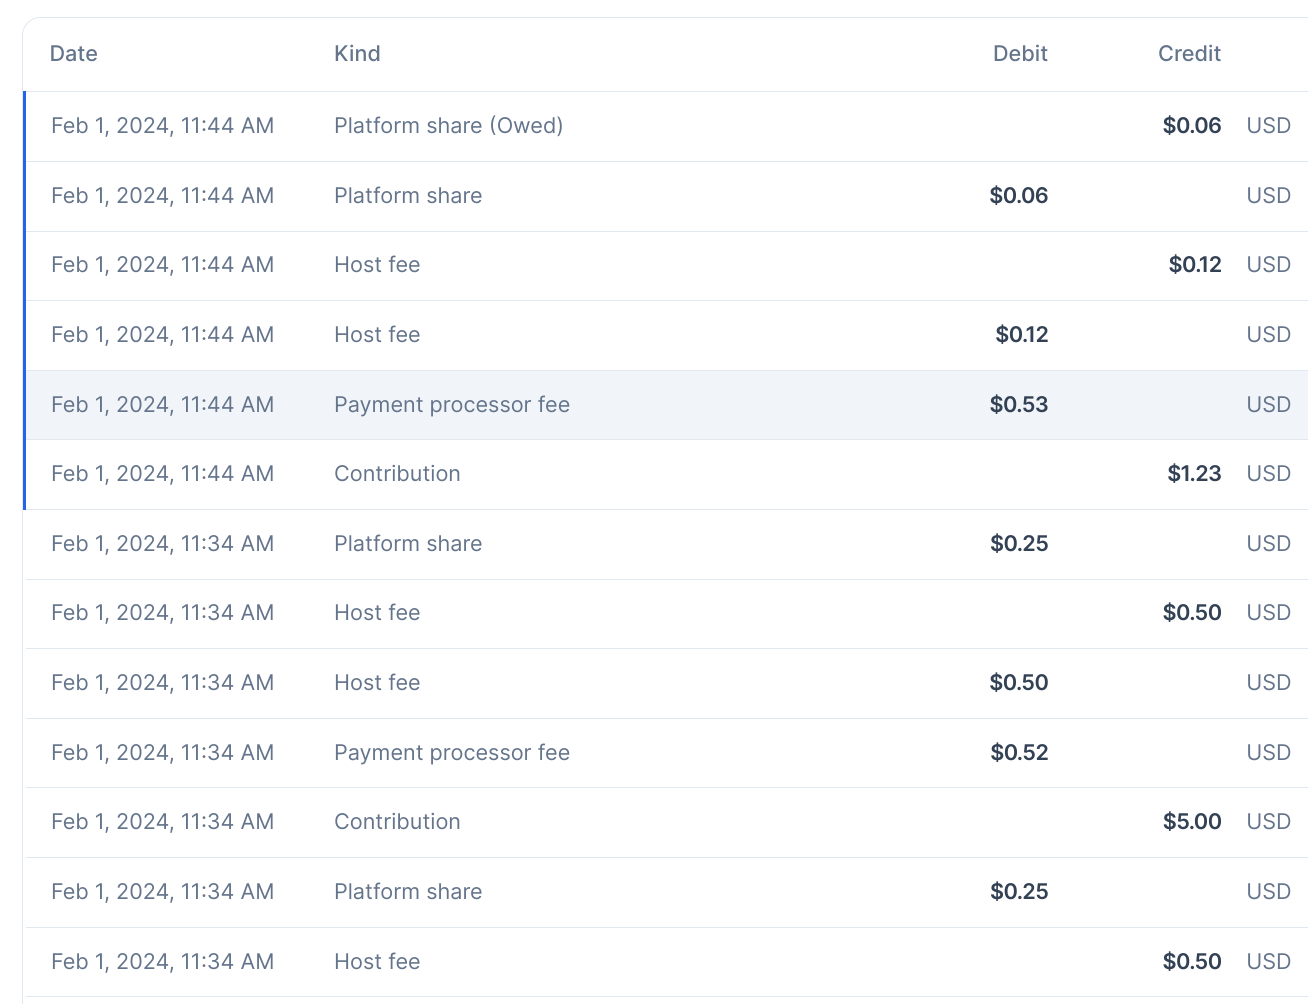 Date Kind Debit Credit
Feb 1, 2024, 11:44 AM Platform share (Owed) $0.06 USD
Feb 1, 2024, 11:44 AM Platform share $0.06 USD
Feb 1, 2024, 11:44 AM Host fee $0.12 USD
Feb 1, 2024, 11:44 AM Host fee $0.12 USD
Feb 1, 2024, 11:44 AM Payment processor fee $0.53 USD
Feb 1, 2024, 11:44 AM Contribution $1.23 USD
Feb 1, 2024, 11:34 AM Platform share $0.25 USD
Feb 1, 2024, 11:34 AM Host fee $0.50 USD
Feb 1, 2024, 11:34 AM Host fee $0.50 USD
Feb 1, 2024, 11:34 AM Payment processor fee $0.52 USD
Feb 1, 2024, 11:34 AM Contribution $5.00 USD
Feb 1, 2024, 11:34 AM Platform share $0.25 USD
Feb 1, 2024, 11:34 AM Host fee $0.50 USD